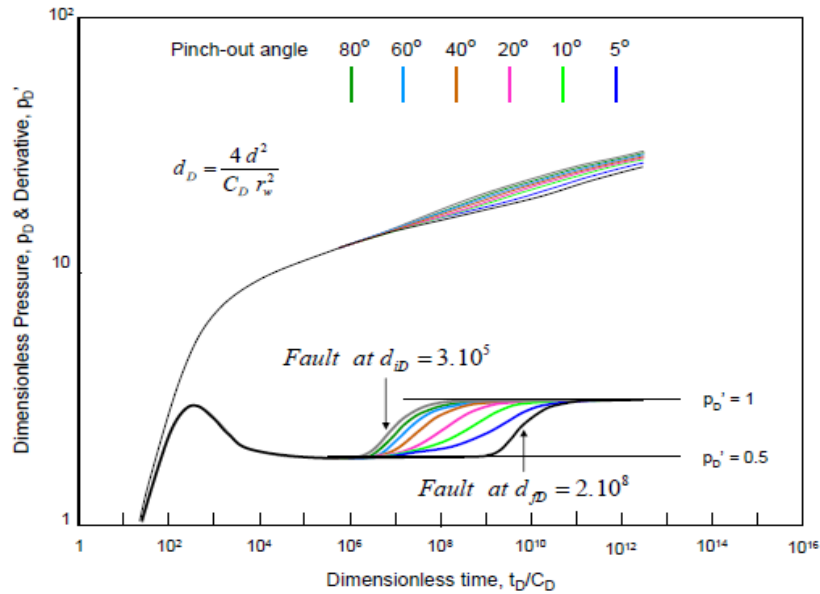 10²
Pinch-out angle 80° 60° 40° 20° 10° 5°
d_D = 4 d² / C_D r_w²
Dimensionless Pressure, p_D & Derivative, p_D'
10
Fault at d_iD = 3.10⁵
p_D' = 1
p_D' = 0.5
Fault at d_fD = 2.10⁸
1
1 10² 10⁴ 10⁶ 10⁸ 10¹⁰ 10¹² 10¹⁴ 10¹⁶
Dimensionless time, t_D/C_D